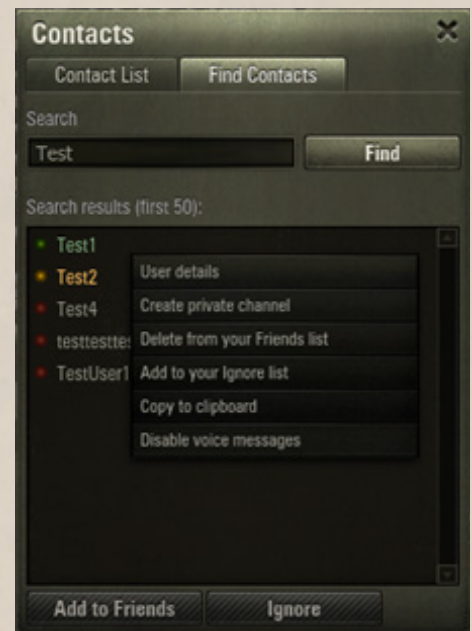 Contacts
Contact List Find Contacts
Search
Test Find
Search results (first 50):
Test1
Test2
Test4
testtesttes
TestUser1
User details
Create private channel
Delete from your Friends list
Add to your Ignore list
Copy to clipboard
Disable voice messages
Add to Friends Ignore